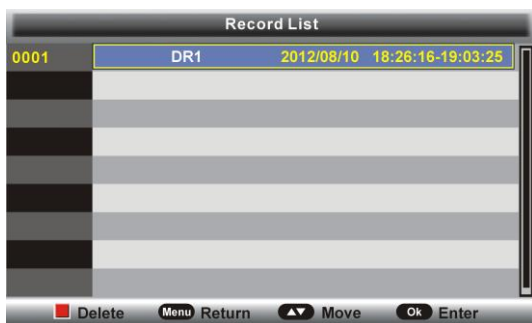 Record List
0001 DR1 2012/08/10 18:26:16-19:03:25
Delete Menu Return Move Ok Enter